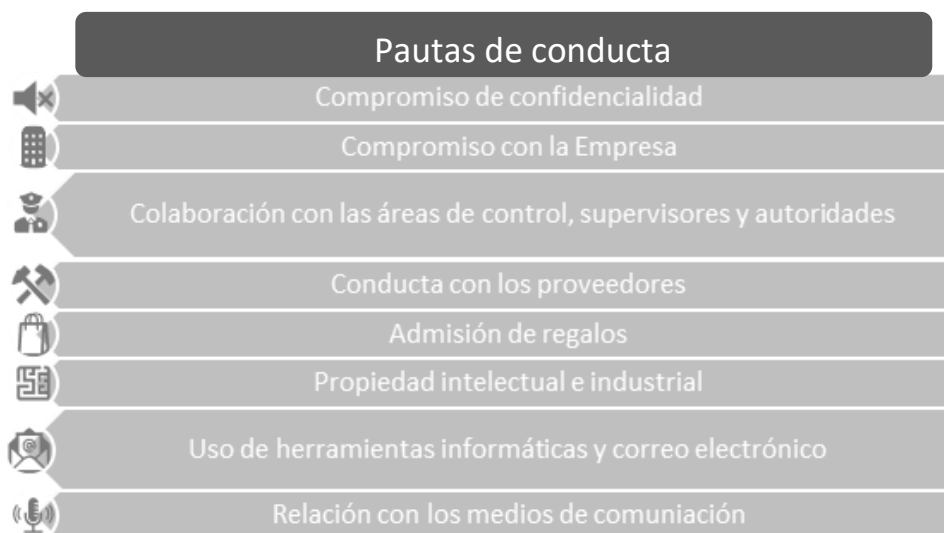 Pautas de conducta
Compromiso de confidencialidad
Compromiso con la Empresa
Colaboración con las áreas de control, supervisores y autoridades
Conducta con los proveedores
Admisión de regalos
Propiedad intelectual e industrial
Uso de herramientas informáticas y correo electrónico
Relación con los medios de comuniación